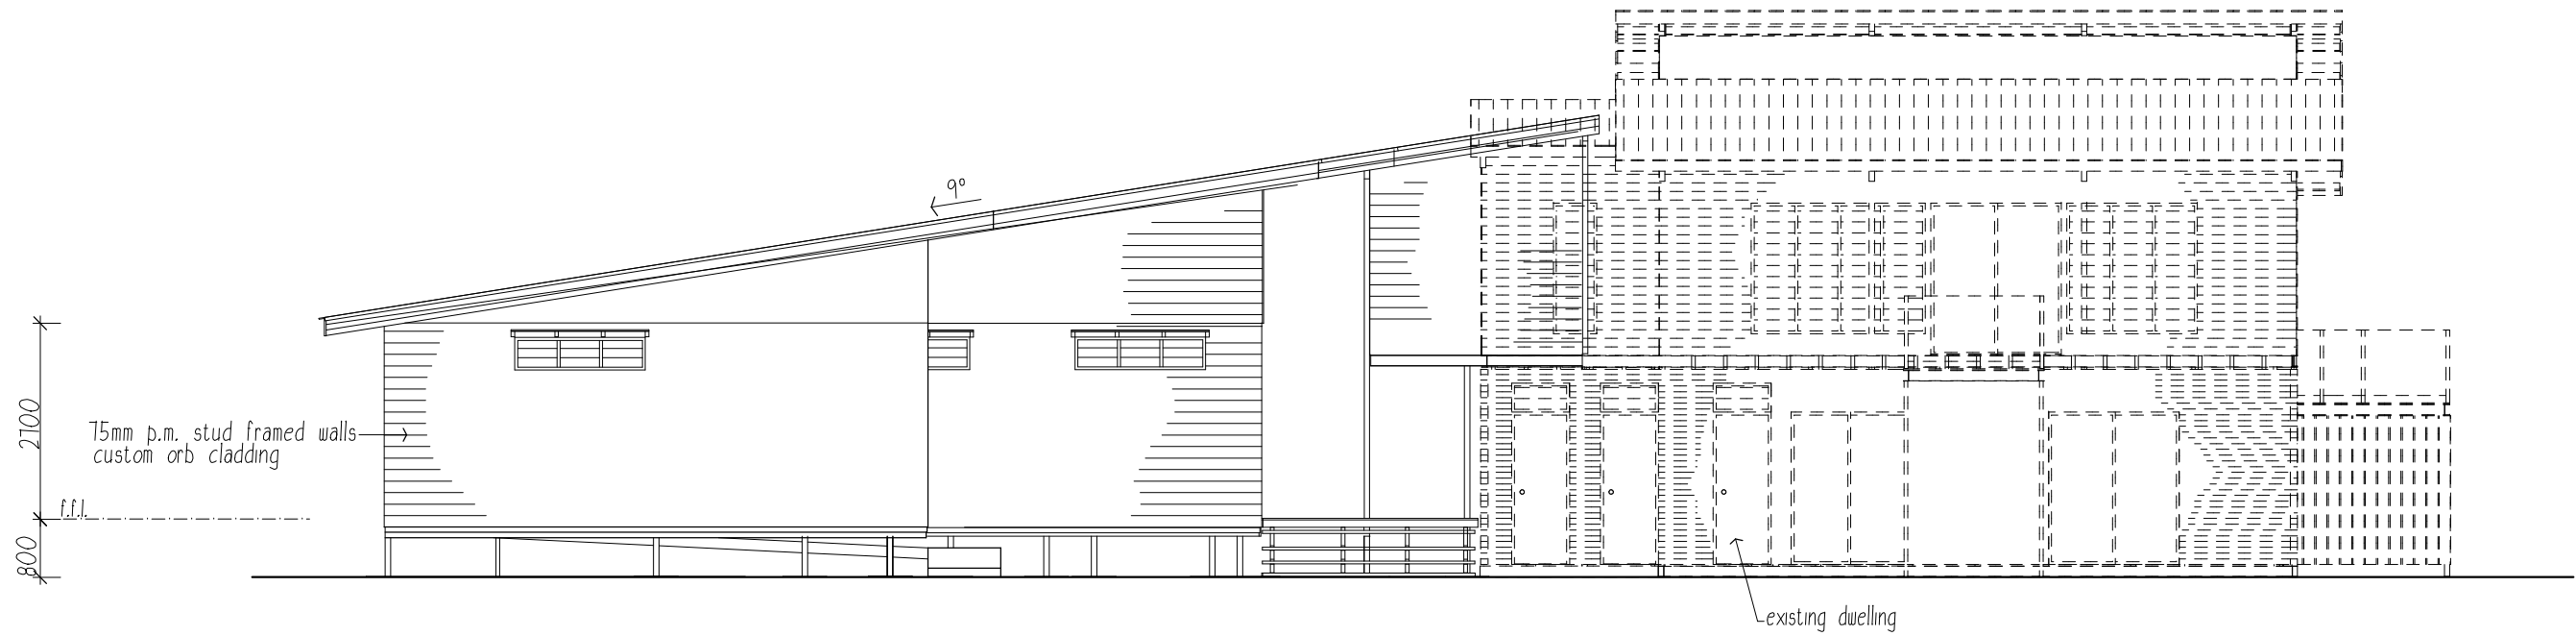 9°
2700
75mm p.m. stud framed walls
custom orb cladding
f.f.l.
800
existing dwelling